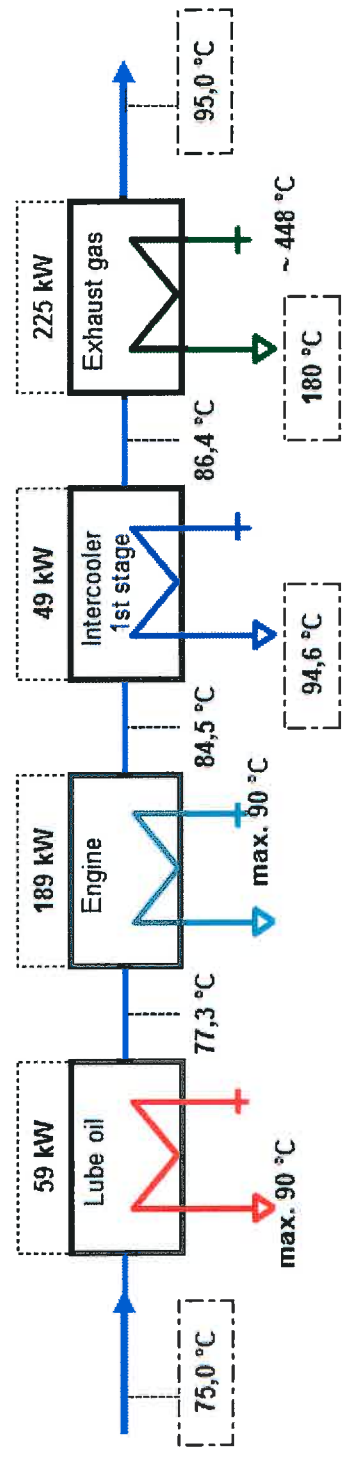 59 kW
189 kW
49 kW
225 kW
Lube oil
Engine
Intercooler
1st stage
Exhaust gas
75,0 °C
77,3 °C
84,5 °C
86,4 °C
95,0 °C
max. 90 °C
max. 90 °C
94,6 °C
180 °C
~ 448 °C